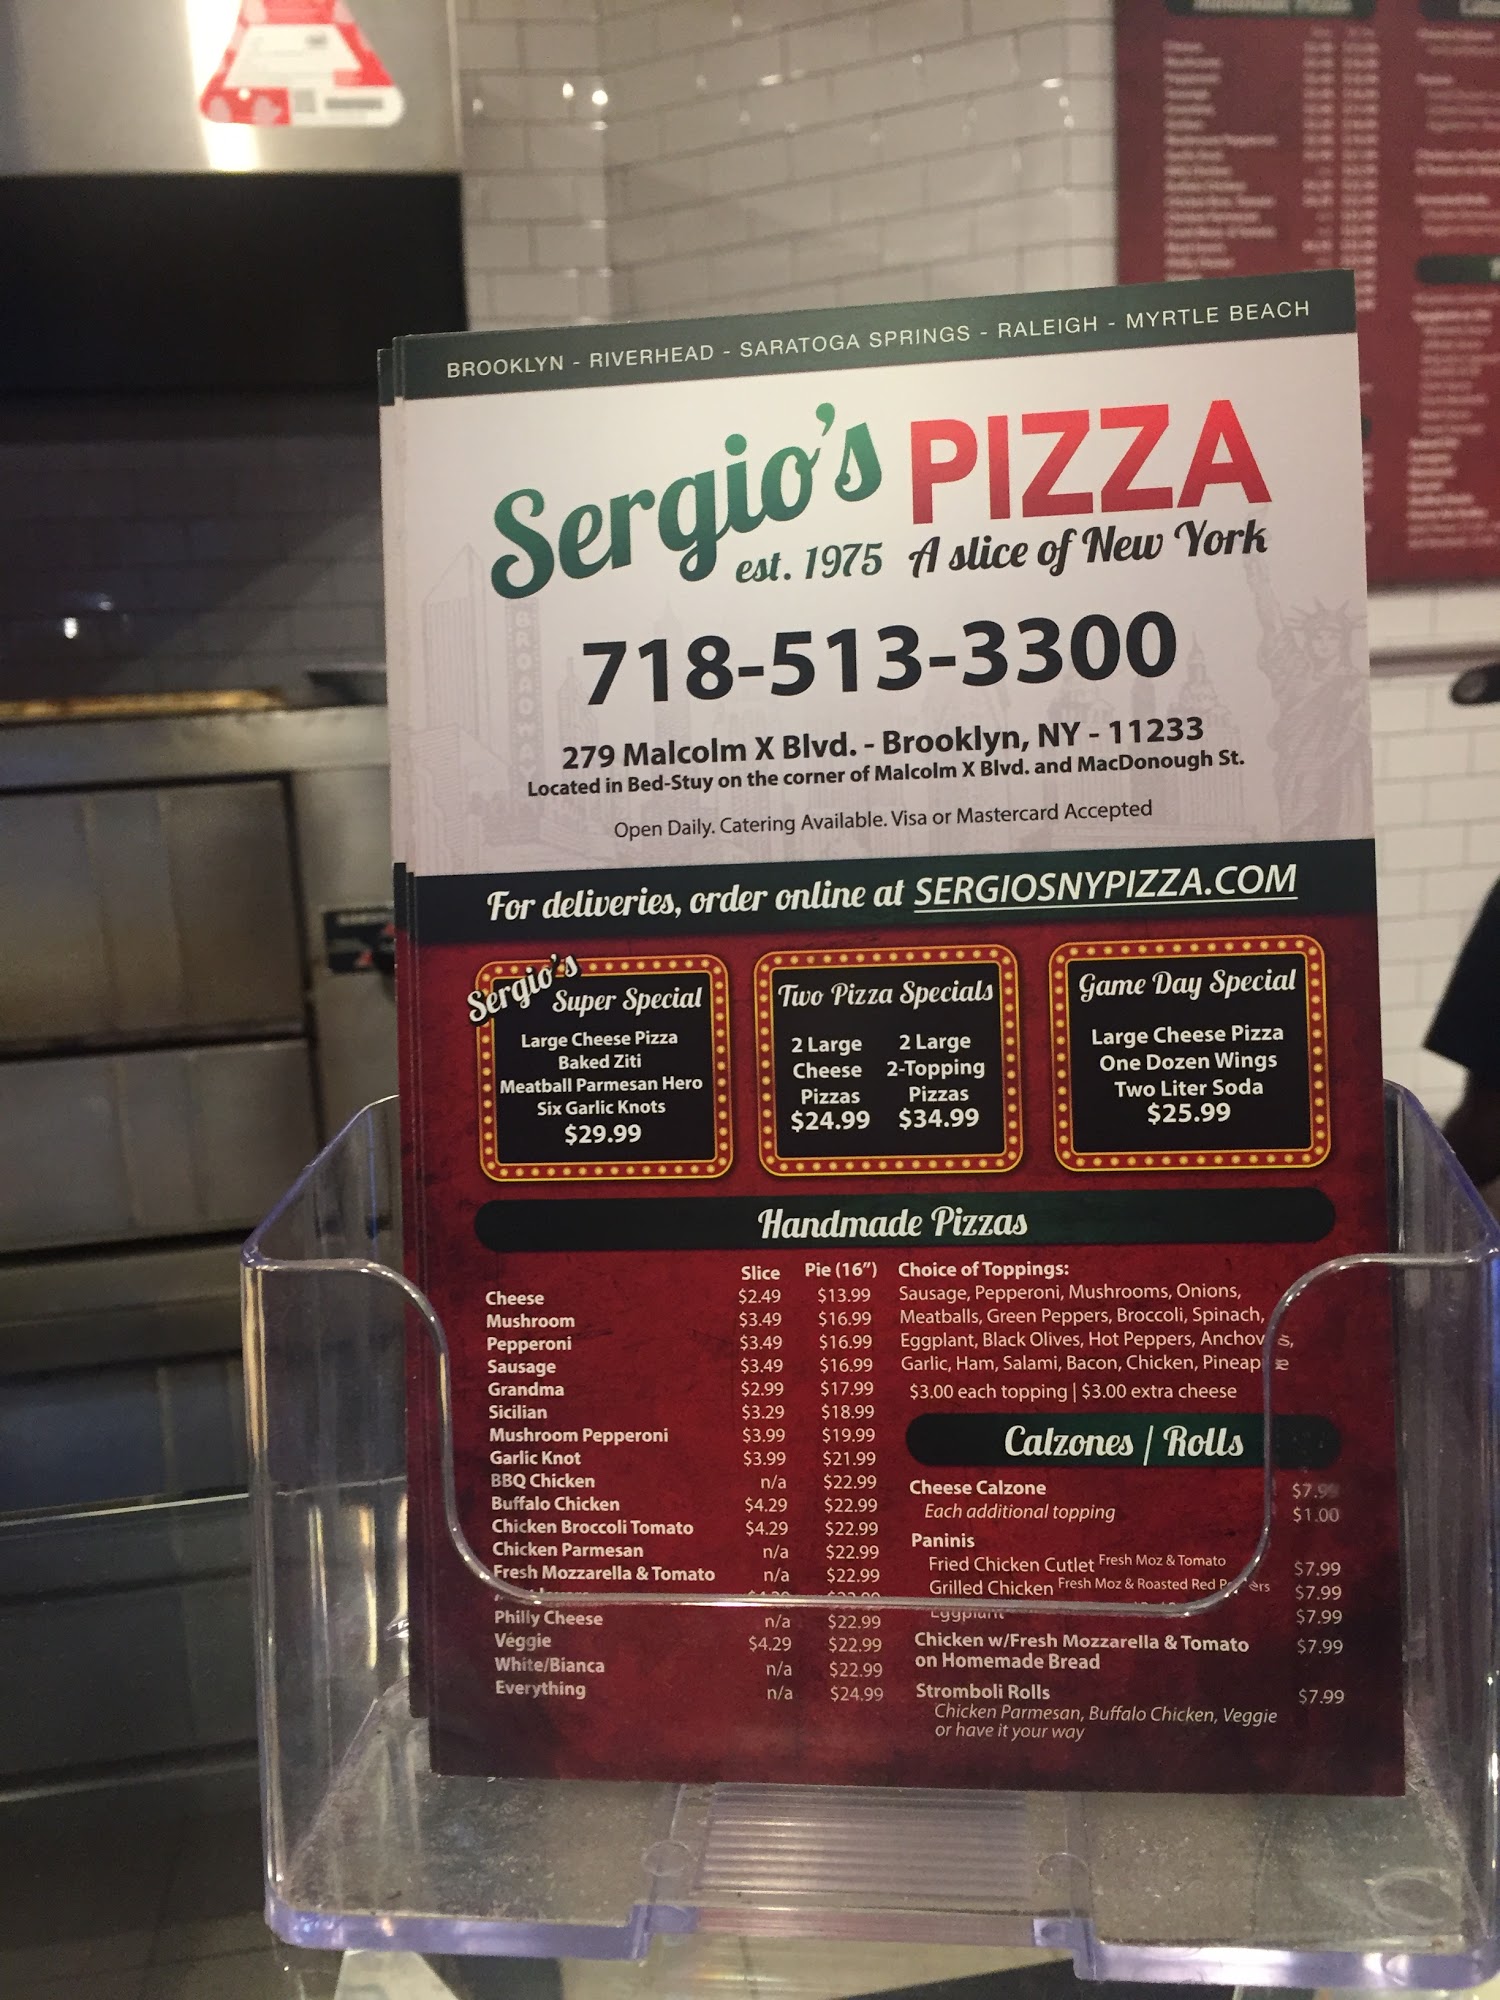 BROOKLYN - RIVERHEAD - SARATOGA SPRINGS - RALEIGH - MYRTLE BEACH
Sergio's PIZZA
est. 1975 A slice of New York
718-513-3300
279 Malcolm X Blvd. - Brooklyn, NY - 11233
Located in Bed-Stuy on the corner of Malcolm X Blvd. and MacDonough St.
Open Daily. Catering Available. Visa or Mastercard Accepted
For deliveries, order online at SERGIOSNYPIZZA.COM
Sergio's
Super Special
Large Cheese Pizza
Baked Ziti
Meatball Parmesan Hero
Six Garlic Knots
$29.99
Two Pizza Specials
2 Large
Cheese
Pizzas
$24.99
2 Large
2-Topping
Pizzas
$34.99
Game Day Special
Large Cheese Pizza
One Dozen Wings
Two Liter Soda
$25.99
Handmade Pizzas
Slice Pie (16")
Cheese $2.49 $13.99
Mushroom $3.49 $16.99
Pepperoni $3.49 $16.99
Sausage $3.49 $16.99
Grandma $2.99 $17.99
Sicilian $3.29 $18.99
Mushroom Pepperoni $3.99 $19.99
Garlic Knot $3.99 $21.99
BBQ Chicken n/a $22.99
Buffalo Chicken $4.29 $22.99
Chicken Broccoli Tomato $4.29 $22.99
Chicken Parmesan n/a $22.99
Fresh Mozzarella & Tomato n/a $22.99
Philly Cheese n/a $22.99
Veggie $4.29 $22.99
White/Bianca n/a $22.99
Everything n/a $24.99
Choice of Toppings:
Sausage, Pepperoni, Mushrooms, Onions,
Meatballs, Green Peppers, Broccoli, Spinach,
Eggplant, Black Olives, Hot Peppers, Anchovies,
Garlic, Ham, Salami, Bacon, Chicken, Pineapple
$3.00 each topping | $3.00 extra cheese
Calzones / Rolls
Cheese Calzone $7.99
Each additional topping $1.00
Paninis
Fried Chicken Cutlet Fresh Moz & Tomato $7.99
Grilled Chicken Fresh Moz & Roasted Red Peppers $7.99
Eggplant $7.99
Chicken w/Fresh Mozzarella & Tomato $7.99
on Homemade Bread
Stromboli Rolls $7.99
Chicken Parmesan, Buffalo Chicken, Veggie
or have it your way